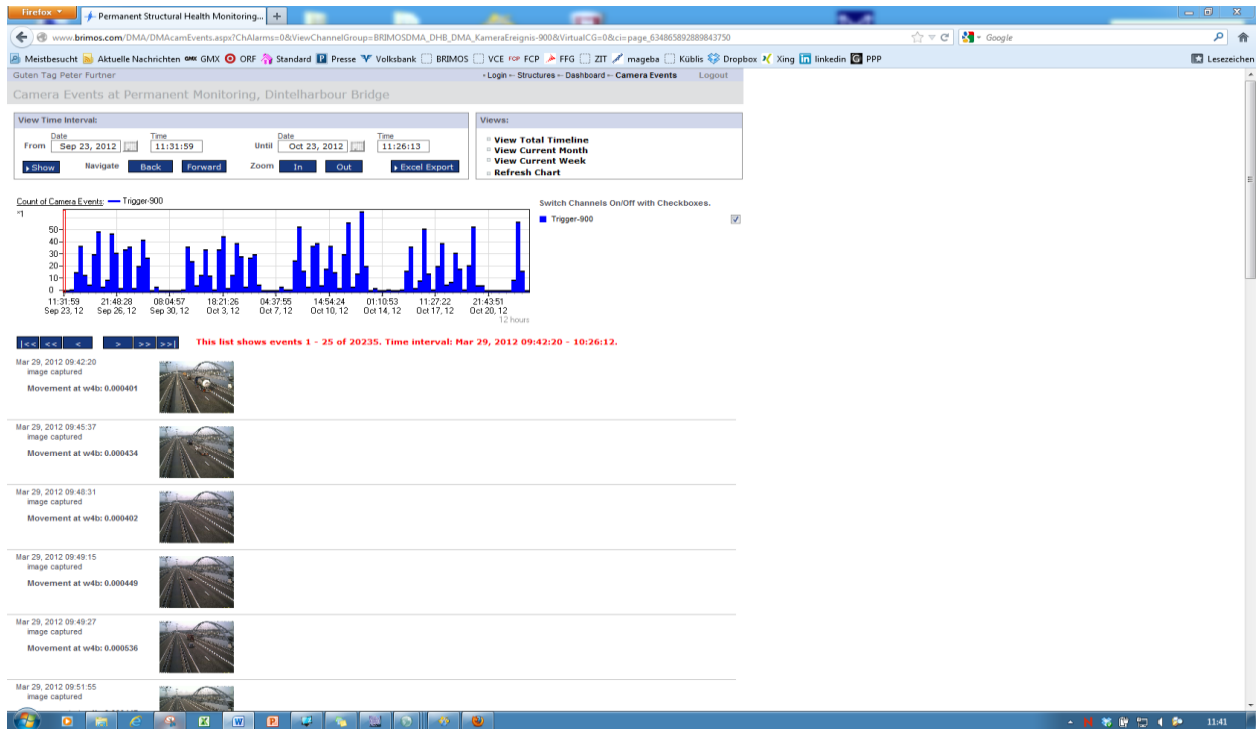 Firefox
Permanent Structural Health Monitoring...
www.brimos.com/DMA/DMAcamEvents.aspx?ChAlarms=0&ViewChannelGroup=BRIMOSDMA_DHB_DMA_KameraEreignis-900&VirtualCG=0&ci=page_634865892889843750
Google
Meistbesucht Aktuelle Nachrichten GMX GMX ORF Standard Presse Volksbank BRIMOS VCE FCP FCP FFG ZIT mageba Küblis Dropbox Xing linkedin PPP Lesezeichen
Guten Tag Peter Furtner
Login Structures Dashboard Camera Events Logout
Camera Events at Permanent Monitoring, Dintelharbour Bridge
View Time Interval:
Date Time Date Time
From Sep 23, 2012 11:31:59 Until Oct 23, 2012 11:26:13
Show Navigate Back Forward Zoom In Out Excel Export
Views:
View Total Timeline
View Current Month
View Current Week
Refresh Chart
Count of Camera Events: Trigger-900
*1
50
40
30
20
10
0
11:31:59 21:48:28 08:04:57 18:21:26 04:37:55 14:54:24 01:10:53 11:27:22 21:43:51
Sep 23, 12 Sep 26, 12 Sep 30, 12 Oct 3, 12 Oct 7, 12 Oct 10, 12 Oct 14, 12 Oct 17, 12 Oct 20, 12
12 hours
Switch Channels On/Off with Checkboxes.
Trigger-900
|<< << < > >> >>|
This list shows events 1 - 25 of 20235. Time interval: Mar 29, 2012 09:42:20 - 10:26:12.
Mar 29, 2012 09:42:20
image captured
Movement at w4b: 0.000401
Mar 29, 2012 09:45:37
image captured
Movement at w4b: 0.000434
Mar 29, 2012 09:48:31
image captured
Movement at w4b: 0.000402
Mar 29, 2012 09:49:15
image captured
Movement at w4b: 0.000449
Mar 29, 2012 09:49:27
image captured
Movement at w4b: 0.000536
Mar 29, 2012 09:51:55
image captured
11:41